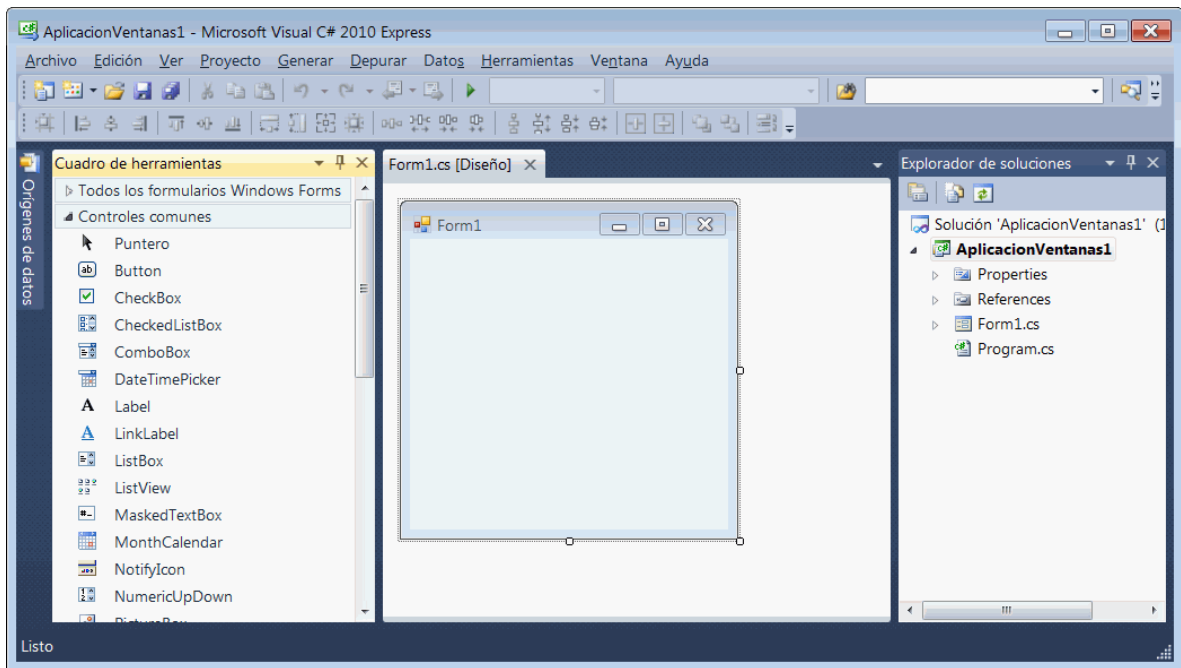 AplicacionVentanas1 - Microsoft Visual C# 2010 Express
Archivo Edición Ver Proyecto Generar Depurar Datos Herramientas Ventana Ayuda
Orígenes de datos
Cuadro de herramientas
Todos los formularios Windows Forms
Controles comunes
Puntero
Button
CheckBox
CheckedListBox
ComboBox
DateTimePicker
Label
LinkLabel
ListBox
ListView
MaskedTextBox
MonthCalendar
NotifyIcon
NumericUpDown
Form1.cs [Diseño]
Form1
Explorador de soluciones
Solución 'AplicacionVentanas1' (1
AplicacionVentanas1
Properties
References
Form1.cs
Program.cs
Listo